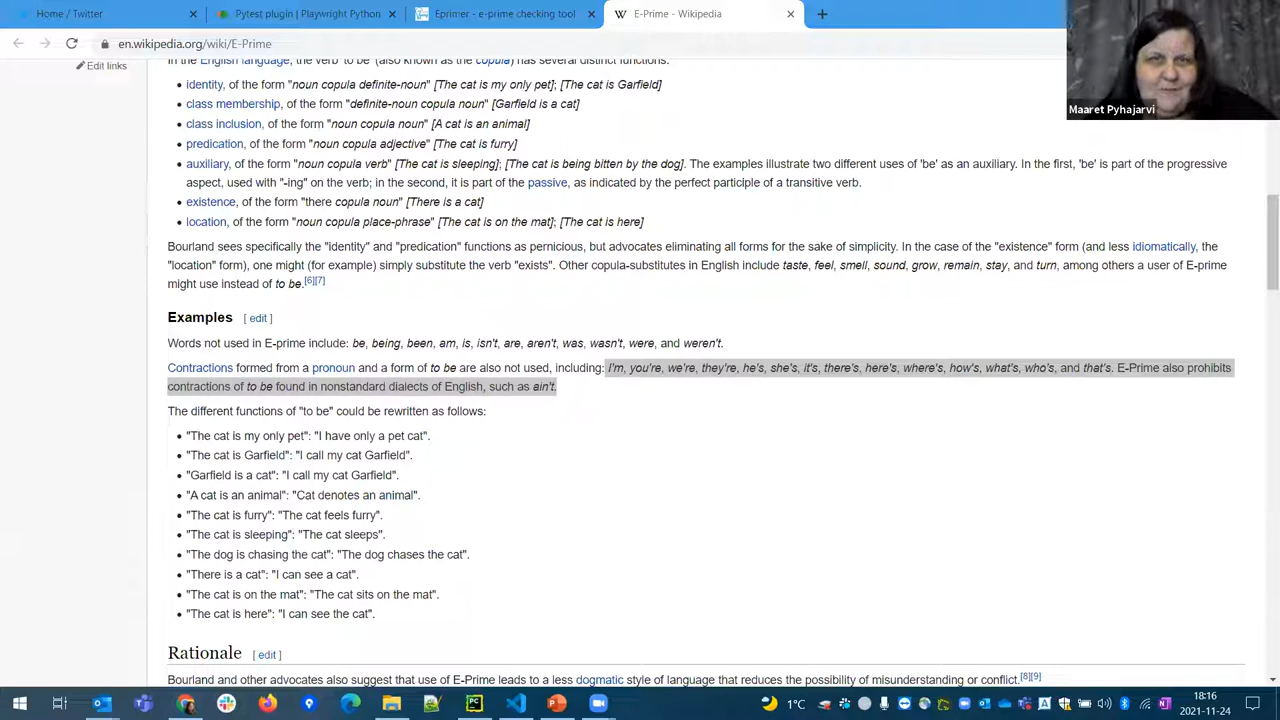 Home / Twitter
Pytest plugin | Playwright Python
Eprimer - e-prime checking tool
E-Prime - Wikipedia
en.wikipedia.org/wiki/E-Prime
Maaret Pyhajarvi
Edit links
In the English language, the verb 'to be' (also known as the copula) has several distinct functions:
• identity, of the form "noun copula definite-noun" [The cat is my only pet]; [The cat is Garfield]
• class membership, of the form "definite-noun copula noun" [Garfield is a cat]
• class inclusion, of the form "noun copula noun" [A cat is an animal]
• predication, of the form "noun copula adjective" [The cat is furry]
• auxiliary, of the form "noun copula verb" [The cat is sleeping]; [The cat is being bitten by the dog]. The examples illustrate two different uses of 'be' as an auxiliary. In the first, 'be' is part of the progressive
aspect, used with "-ing" on the verb; in the second, it is part of the passive, as indicated by the perfect participle of a transitive verb.
• existence, of the form "there copula noun" [There is a cat]
• location, of the form "noun copula place-phrase" [The cat is on the mat]; [The cat is here]
Bourland sees specifically the "identity" and "predication" functions as pernicious, but advocates eliminating all forms for the sake of simplicity. In the case of the "existence" form (and less idiomatically, the
"location" form), one might (for example) simply substitute the verb "exists". Other copula-substitutes in English include taste, feel, smell, sound, grow, remain, stay, and turn, among others a user of E-prime
might use instead of to be.[6][7]
Examples [ edit ]
Words not used in E-prime include: be, being, been, am, is, isn't, are, aren't, was, wasn't, were, and weren't.
Contractions formed from a pronoun and a form of to be are also not used, including: I'm, you're, we're, they're, he's, she's, it's, there's, here's, where's, how's, what's, who's, and that's. E-Prime also prohibits
contractions of to be found in nonstandard dialects of English, such as ain't.
The different functions of "to be" could be rewritten as follows:
• "The cat is my only pet": "I have only a pet cat".
• "The cat is Garfield": "I call my cat Garfield".
• "Garfield is a cat": "I call my cat Garfield".
• "A cat is an animal": "Cat denotes an animal".
• "The cat is furry": "The cat feels furry".
• "The cat is sleeping": "The cat sleeps".
• "The dog is chasing the cat": "The dog chases the cat".
• "There is a cat": "I can see a cat".
• "The cat is on the mat": "The cat sits on the mat".
• "The cat is here": "I can see the cat".
Rationale [ edit ]
Bourland and other advocates also suggest that use of E-Prime leads to a less dogmatic style of language that reduces the possibility of misunderstanding or conflict.[8][9]
1°C
18:16
2021-11-24